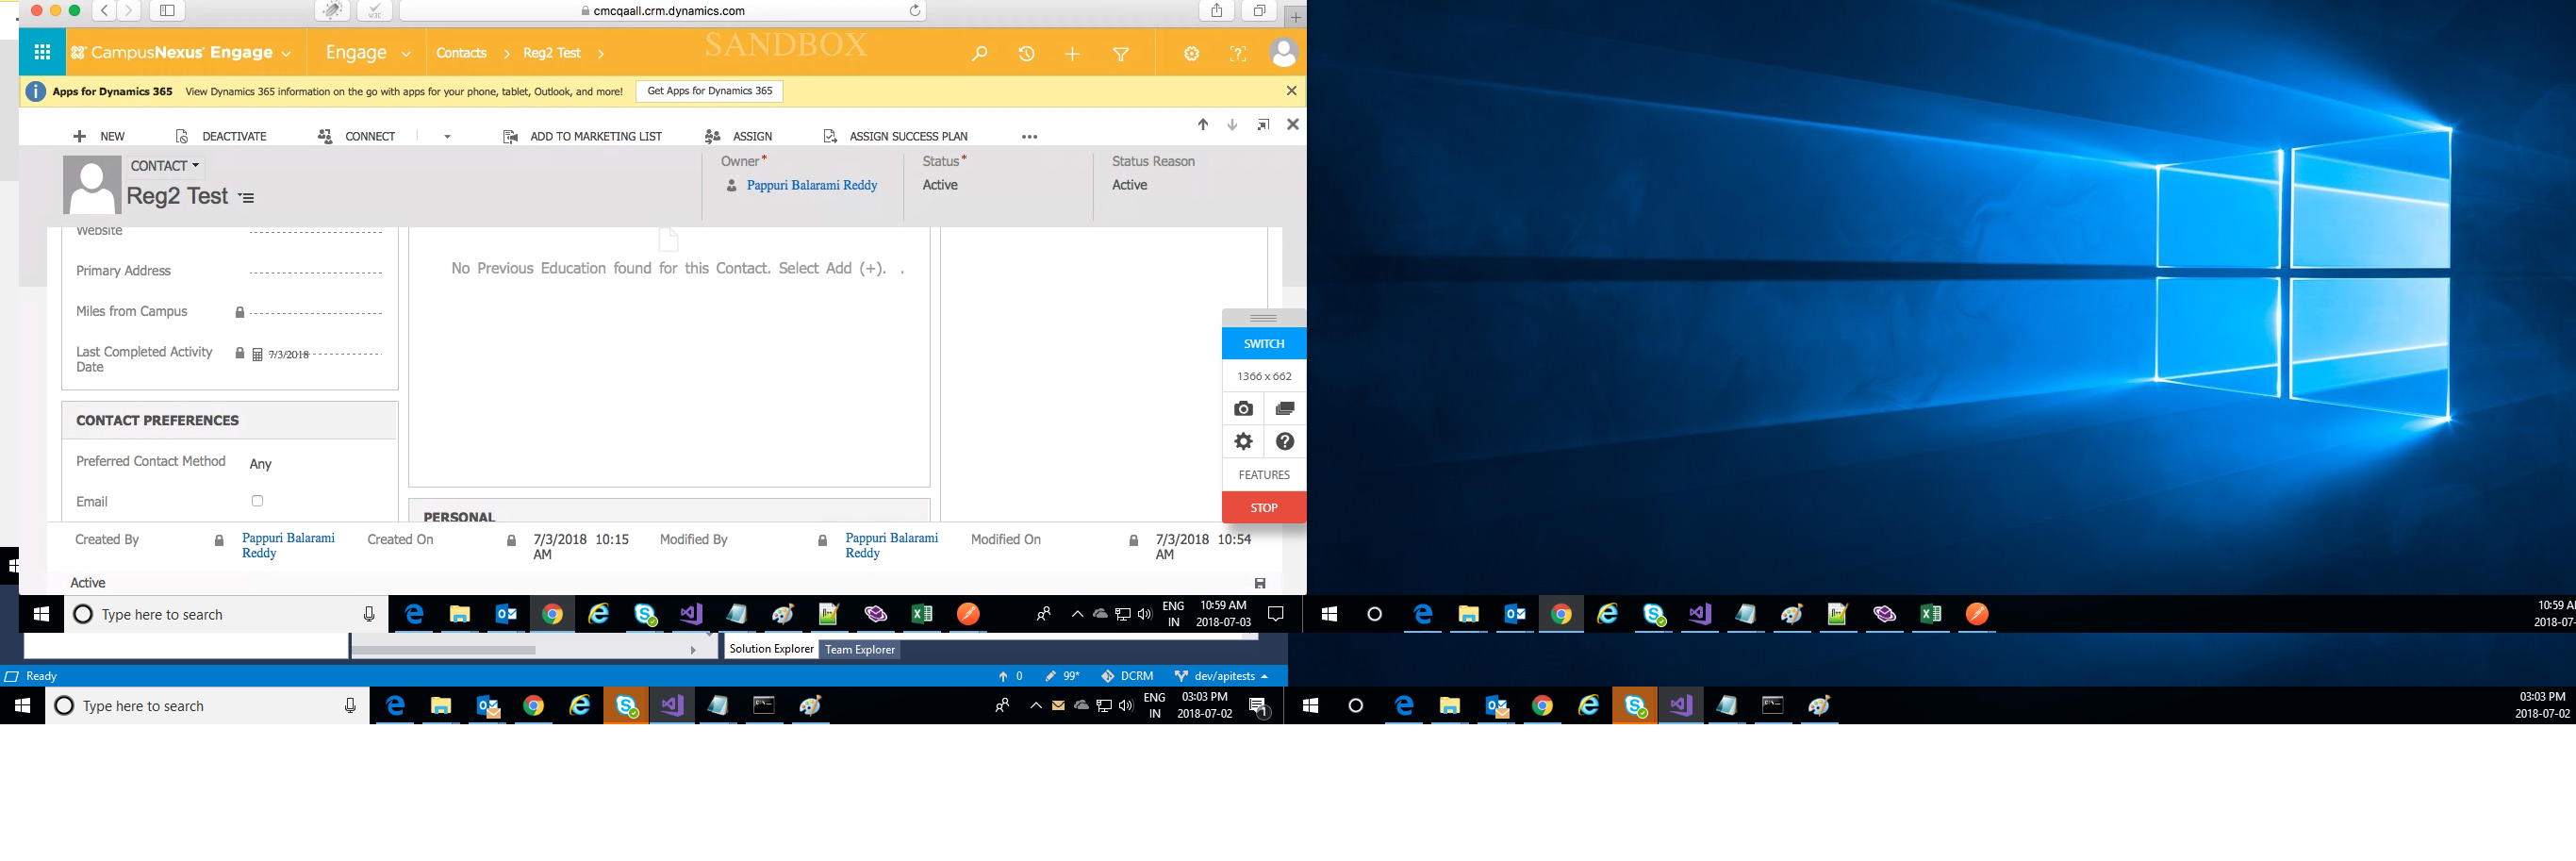 cmcqaall.crm.dynamics.com
CampusNexus Engage
Engage
Contacts
Reg2 Test
SANDBOX
Apps for Dynamics 365
View Dynamics 365 information on the go with apps for your phone, tablet, Outlook, and more!
Get Apps for Dynamics 365
NEW
DEACTIVATE
CONNECT
ADD TO MARKETING LIST
ASSIGN
ASSIGN SUCCESS PLAN
CONTACT
Reg2 Test
Owner*
Pappuri Balarami Reddy
Status*
Active
Status Reason
Active
Website
Primary Address
Miles from Campus
Last Completed Activity
Date
7/3/2018
No Previous Education found for this Contact. Select Add (+). .
SWITCH
1366 x 662
FEATURES
STOP
CONTACT PREFERENCES
Preferred Contact Method
Any
Email
PERSONAL
Created By
Pappuri Balarami
Reddy
Created On
7/3/2018 10:15
AM
Modified By
Pappuri Balarami
Reddy
Modified On
7/3/2018 10:54
AM
Active
Type here to search
ENG
IN
10:59 AM
2018-07-03
10:59 A
2018-07-
Solution Explorer
Team Explorer
Ready
0
99*
DCRM
dev/apitests
Type here to search
ENG
IN
03:03 PM
2018-07-02
1
03:03 PM
2018-07-02